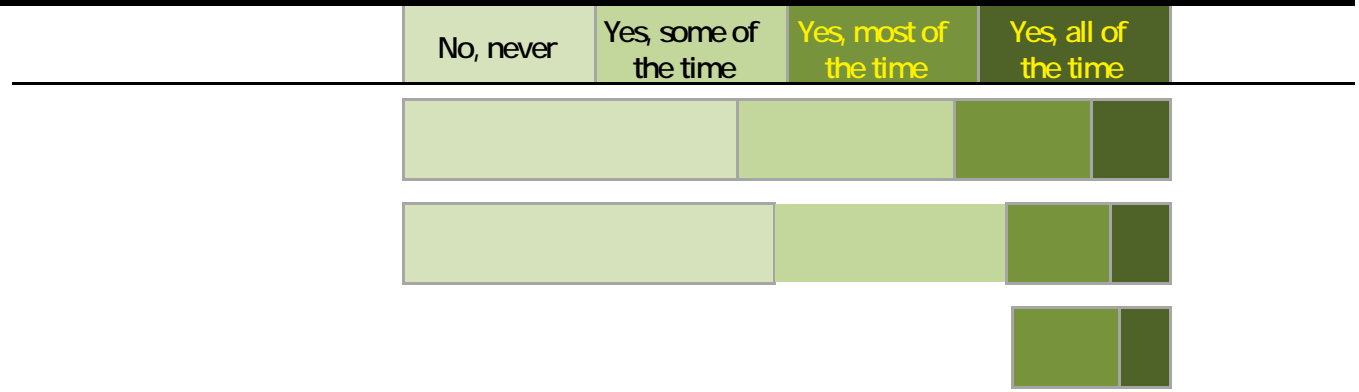 No, never
Yes, some of
the time
Yes, most of
the time
Yes, all of
the time